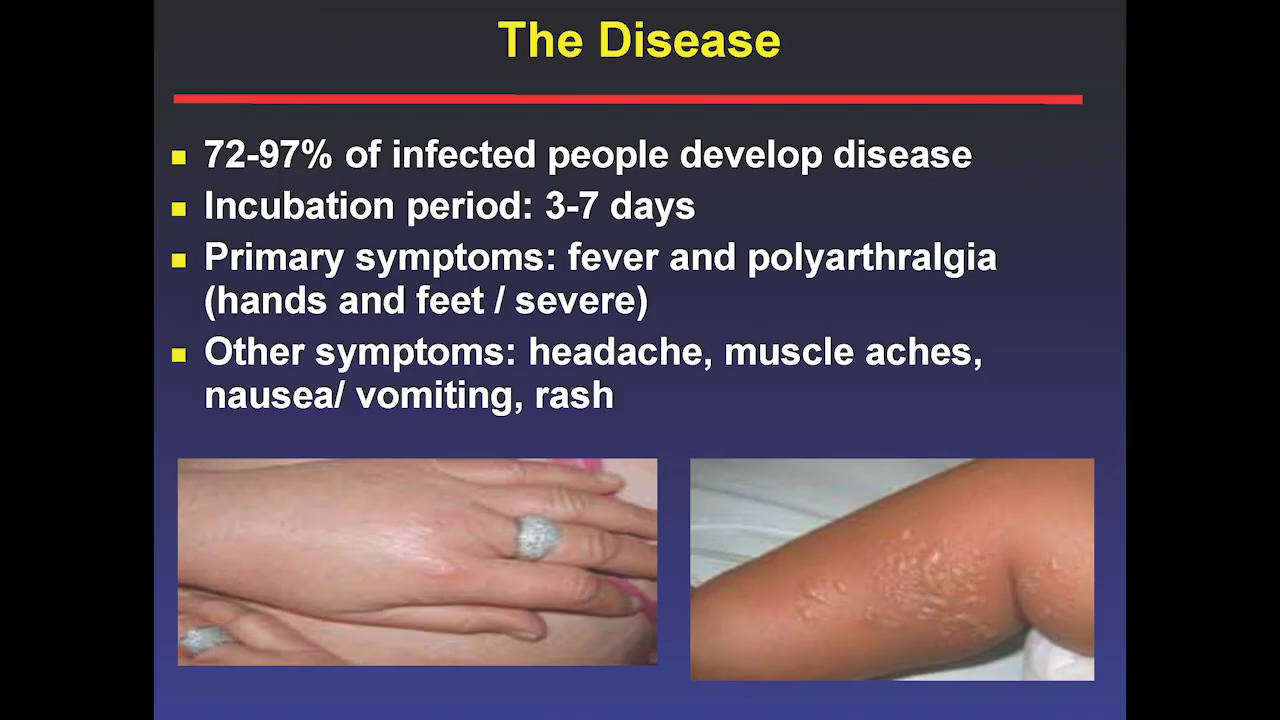 The Disease
72-97% of infected people develop disease
Incubation period: 3-7 days
Primary symptoms: fever and polyarthralgia
(hands and feet / severe)
Other symptoms: headache, muscle aches,
nausea/ vomiting, rash